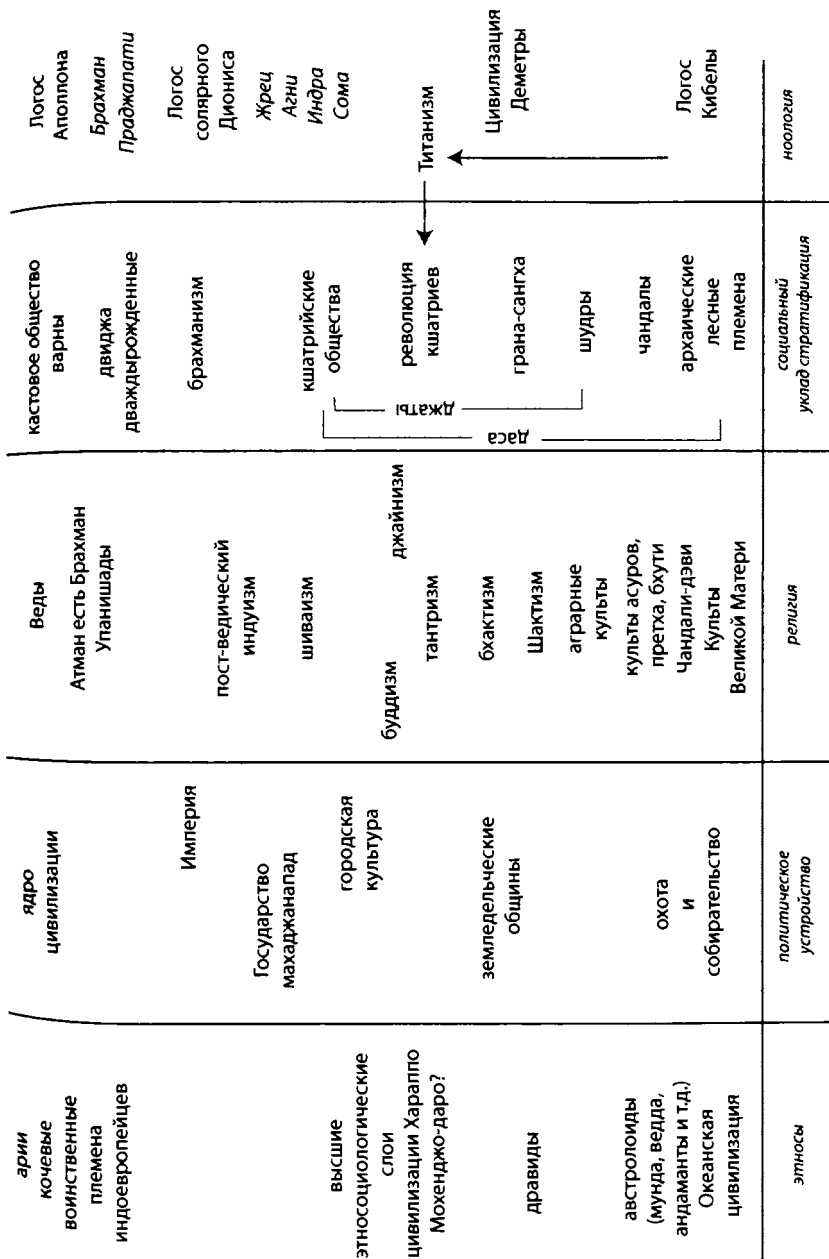 арии
кочевые
воинственные
племена
индоевропейцев
высшие
этносоциологические
слои
цивилизации Хараппо
Мохенджо-даро?
дравиды
австролоиды
(мунда, ведда,
андаманты и т.д.)
Океанская
цивилизация
этносы
ядро
цивилизации
Империя
Государство
махаджанапад
городская
культура
земледельческие
общины
охота
и
собирательство
политическое
устройство
Веды
Атман есть Брахман
Упанишады
пост-ведический
индуизм
шиваизм
буддизм
джайнизм
тантризм
бхактизм
Шактизм
аграрные
культы
культы асуров,
претха, бхути
Чандали-дэви
Культы
Великой Матери
религия
кастовое общество
варны
двиджа
дваждырожденные
брахманизм
кшатрийские
общества
революция
кшатриев
грана-сангха
шудры
чандалы
архаические
лесные
племена
джаты
даса
социальный
уклад стратификация
Логос
Аполлона
Брахман
Праджапати
Логос
солярного
Диониса
Жрец
Агни
Индра
Сома
Титанизм
Цивилизация
Деметры
Логос
Кибелы
ноология